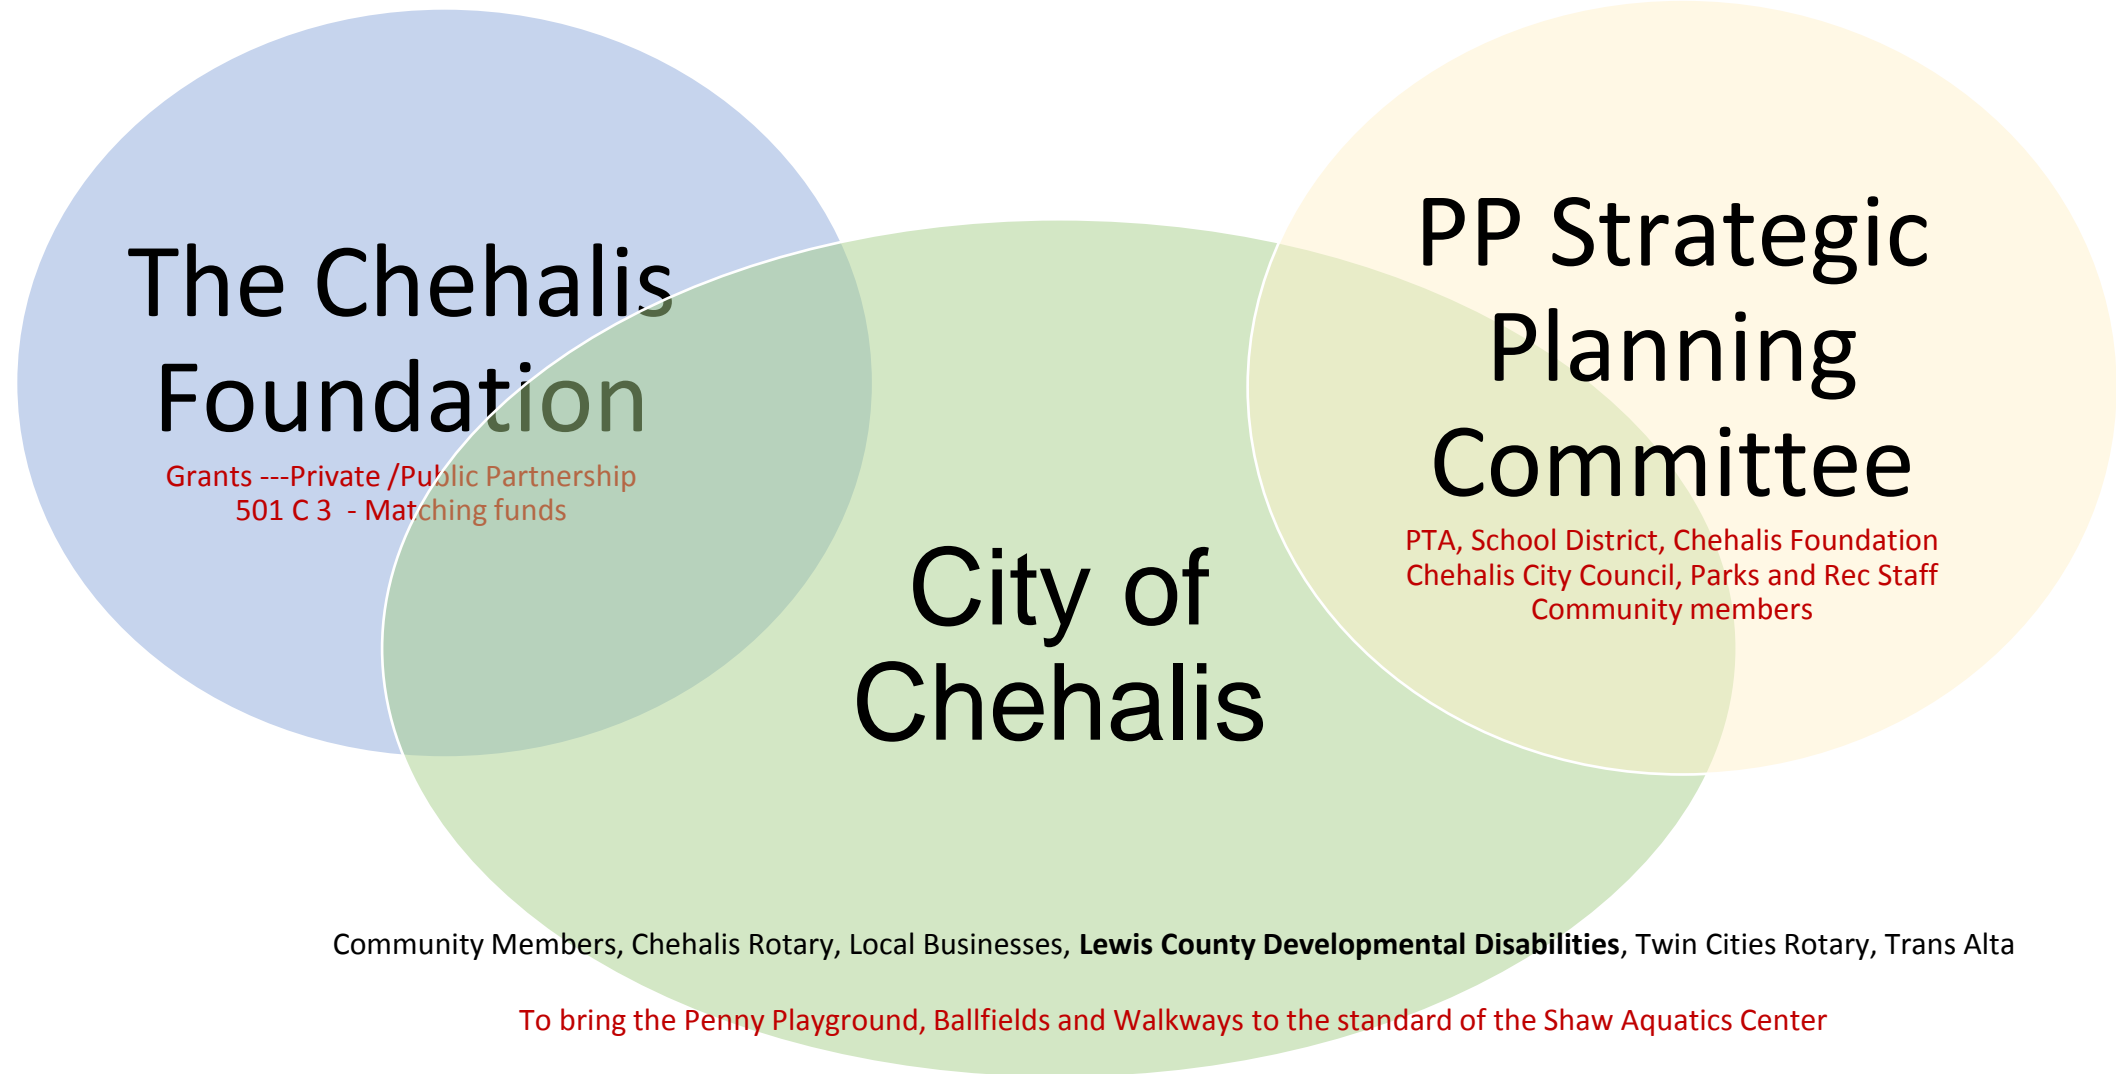 The Chehalis
Foundation
Grants ---Private /Public Partnership
501 C 3  - Matching funds
PP Strategic
Planning
Committee
PTA, School District, Chehalis Foundation
Chehalis City Council, Parks and Rec Staff
Community members
City of
Chehalis
Community Members, Chehalis Rotary, Local Businesses, Lewis County Developmental Disabilities, Twin Cities Rotary, Trans Alta
To bring the Penny Playground, Ballfields and Walkways to the standard of the Shaw Aquatics Center